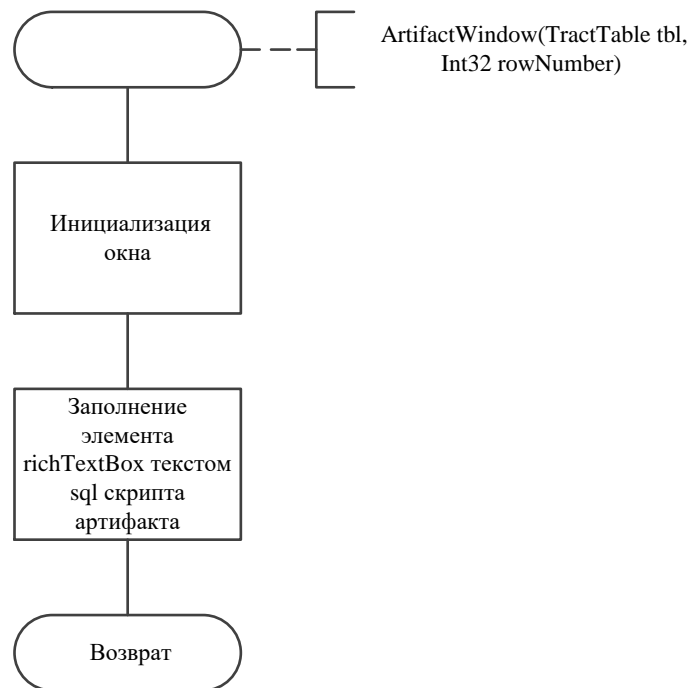 ArtifactWindow(TractTable tbl,
Int32 rowNumber)
Инициализация
окна
Заполнение
элемента
richTextBox текстом
sql скрипта
артифакта
Возврат